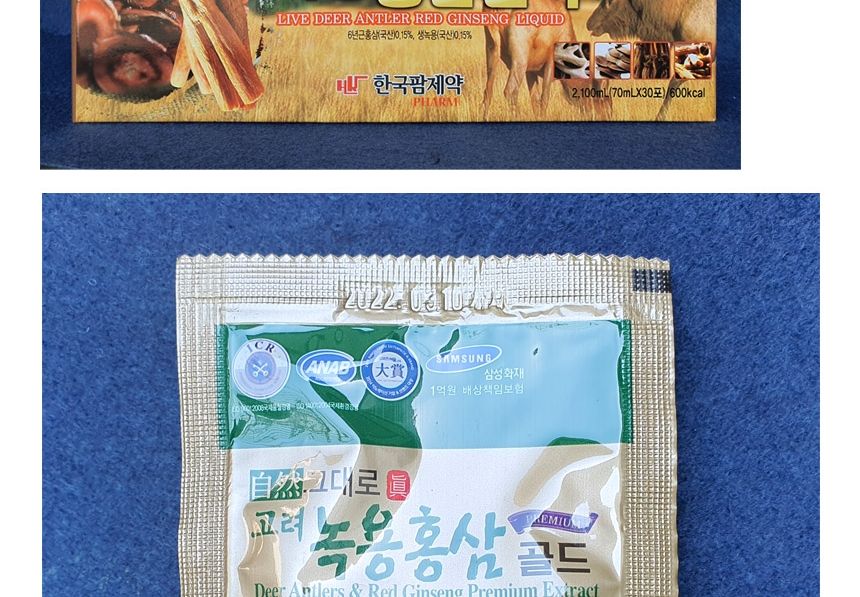 LIVE DEER ANTLER RED GINSENG LIQUID
6년근홍삼(국산)0.15%, 생녹용(국산)0.15%
한국팜제약
PHARM
2,100mL(70mLX30포)/600kcal
2022. 03. 10
ICR
ANAB
大賞
SAMSUNG
삼성화재
1억원 배상책임보험
自然그대로 眞
고려 녹용홍삼 PREMIUM 골드
Deer Antlers & Red Ginseng Premium Extract